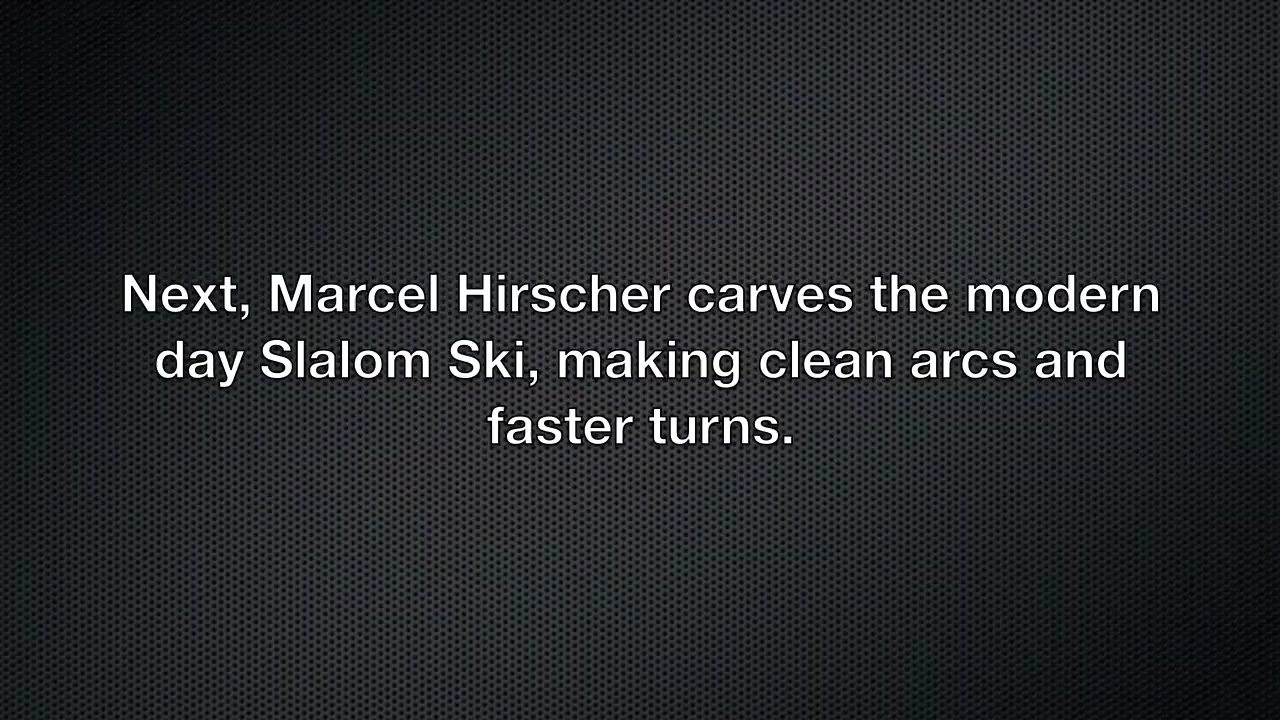 Next, Marcel Hirscher carves the modern
day Slalom Ski, making clean arcs and
faster turns.